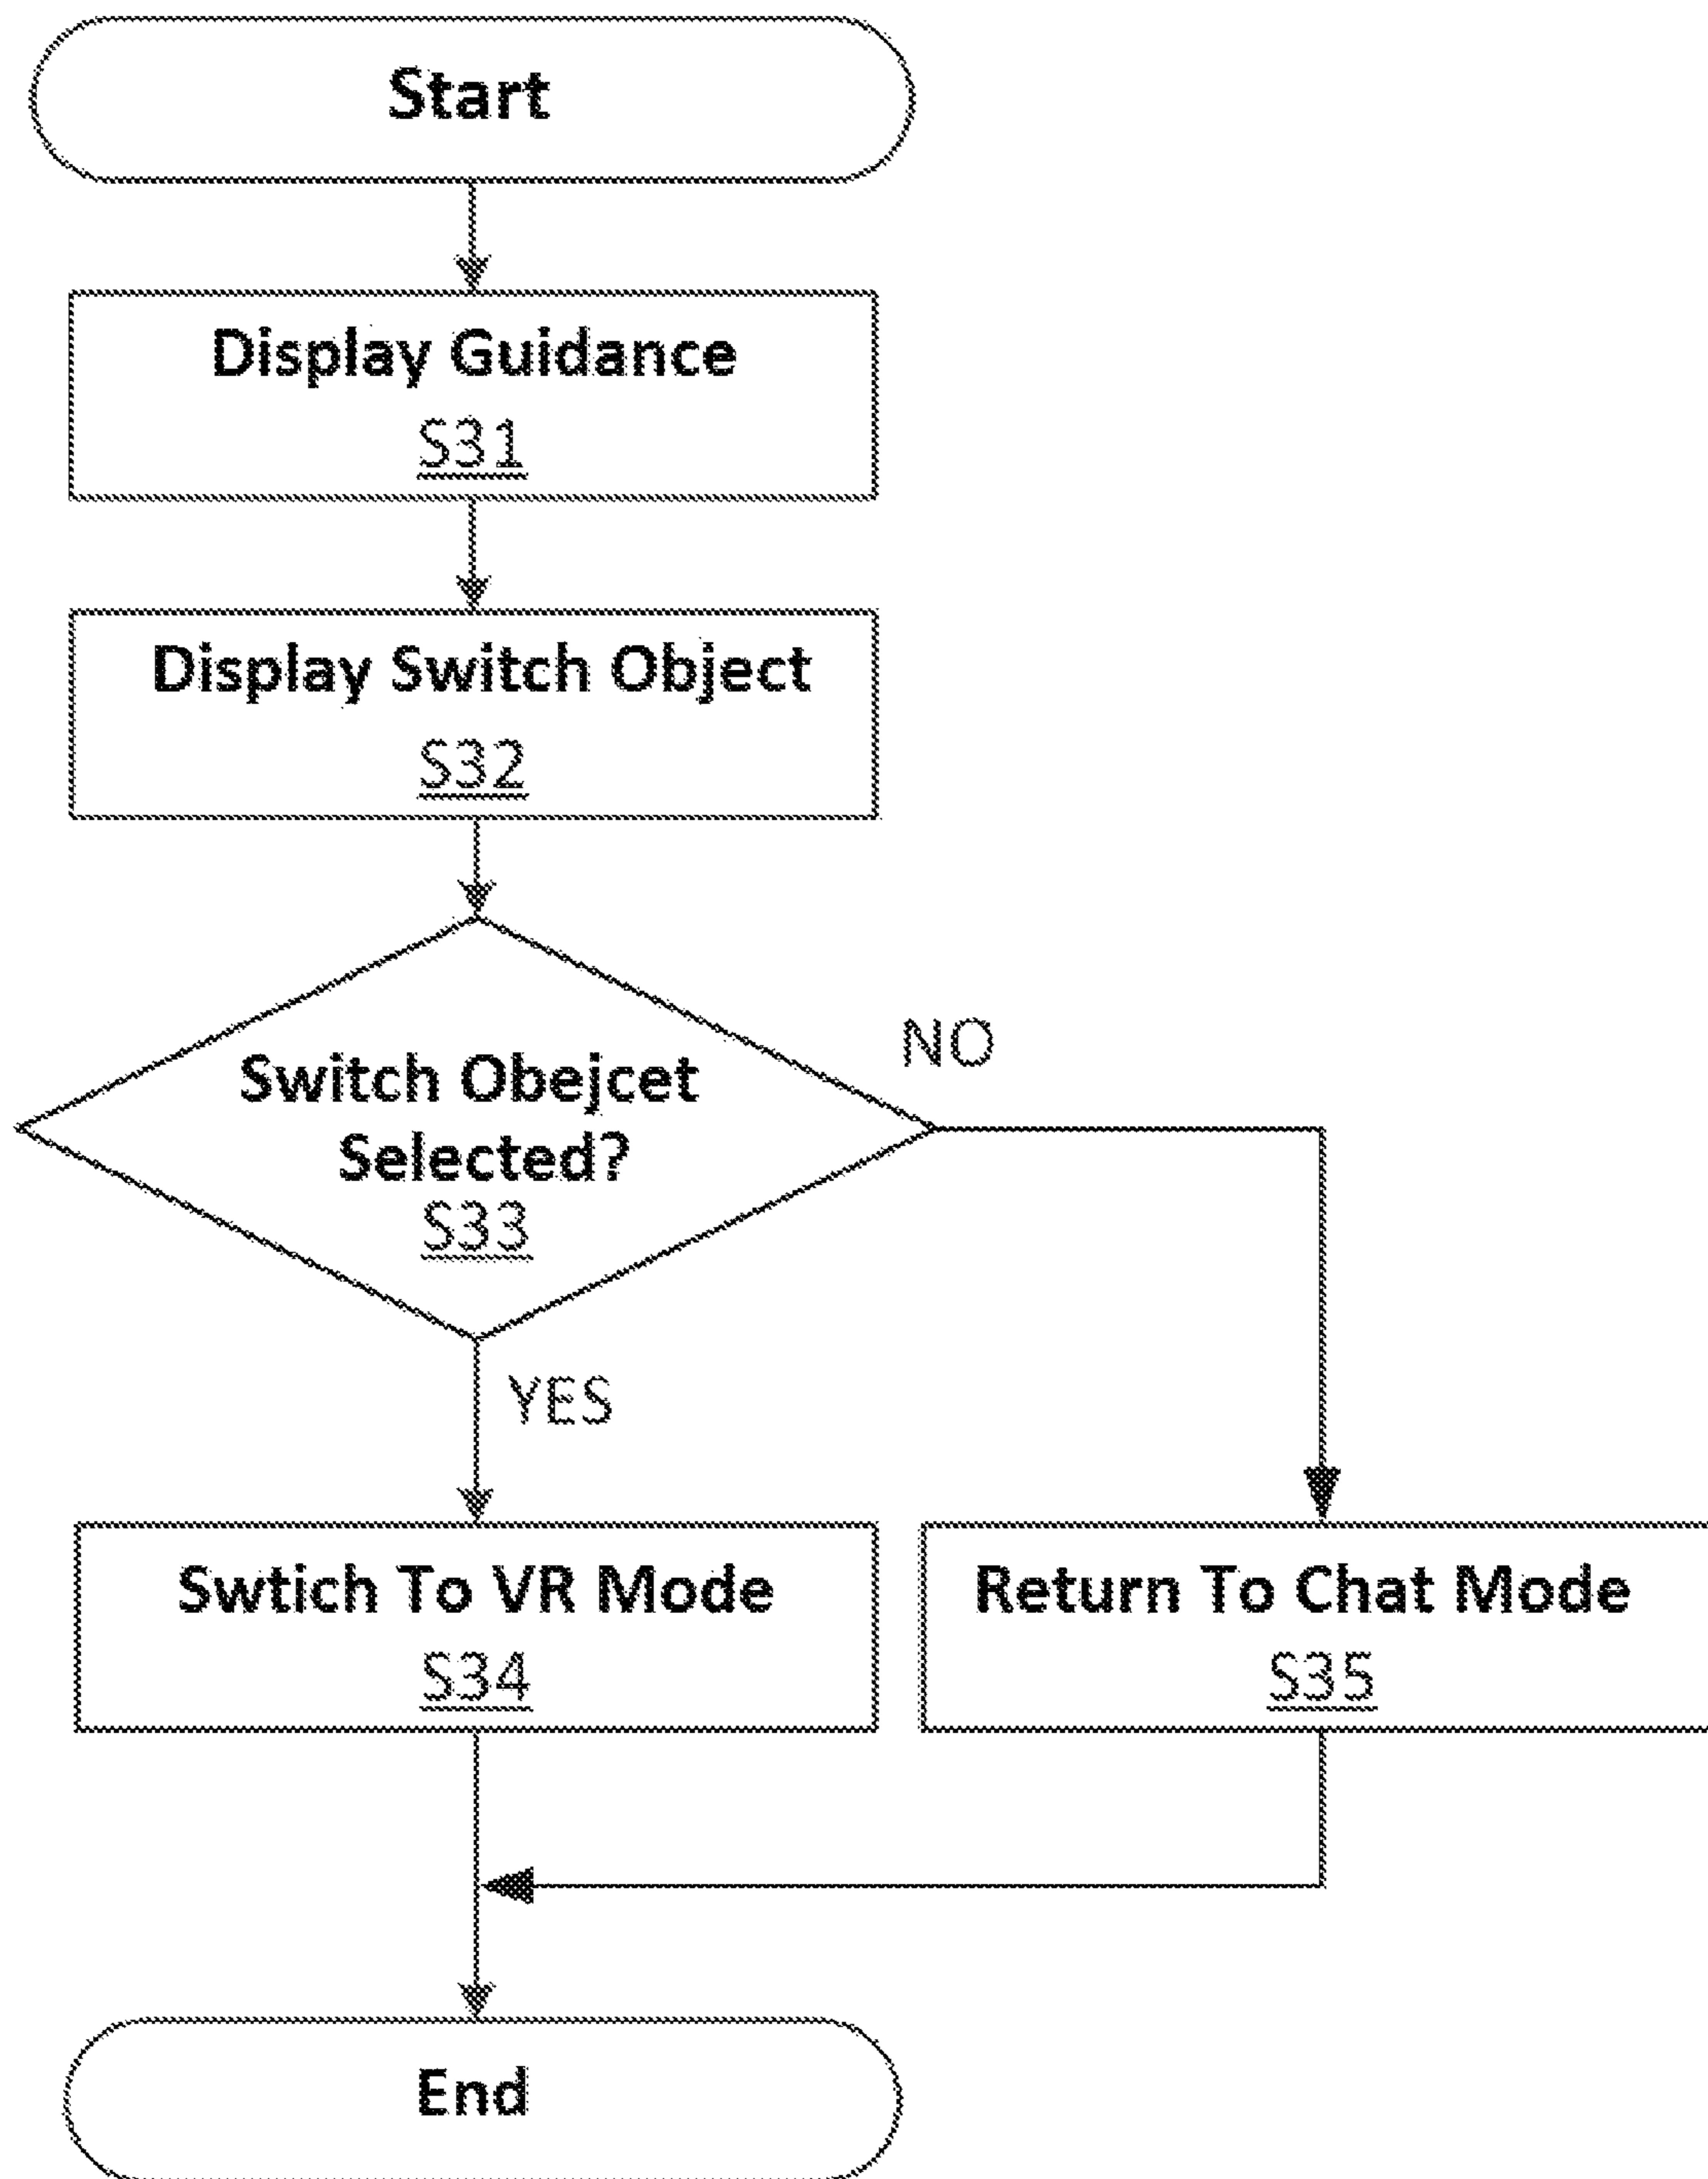 Start
Display Guidance
S31
Display Switch Object
S32
Switch Obejcet
Selected?
S33
NO
YES
Swtich To VR Mode
S34
Return To Chat Mode
S35
End